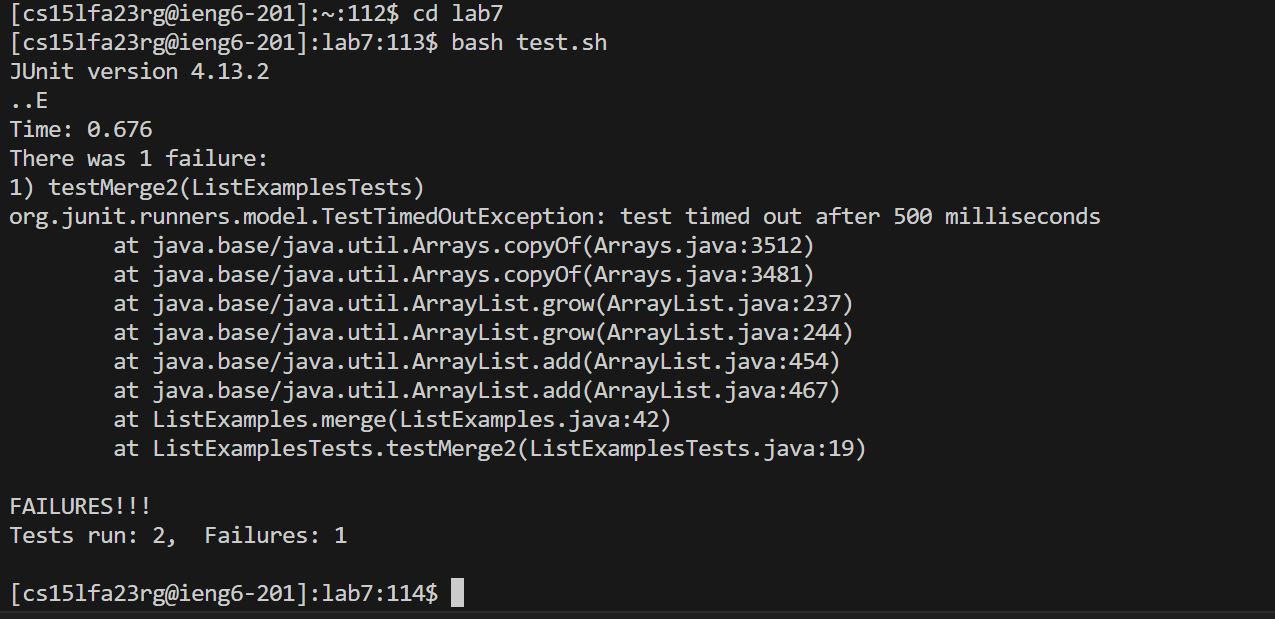 [cs15lfa23rg@ieng6-201]:~:112$ cd lab7
[cs15lfa23rg@ieng6-201]:lab7:113$ bash test.sh
JUnit version 4.13.2
..E
Time: 0.676
There was 1 failure:
1) testMerge2(ListExamplesTests)
org.junit.runners.model.TestTimedOutException: test timed out after 500 milliseconds
        at java.base/java.util.Arrays.copyOf(Arrays.java:3512)
        at java.base/java.util.Arrays.copyOf(Arrays.java:3481)
        at java.base/java.util.ArrayList.grow(ArrayList.java:237)
        at java.base/java.util.ArrayList.grow(ArrayList.java:244)
        at java.base/java.util.ArrayList.add(ArrayList.java:454)
        at java.base/java.util.ArrayList.add(ArrayList.java:467)
        at ListExamples.merge(ListExamples.java:42)
        at ListExamplesTests.testMerge2(ListExamplesTests.java:19)
FAILURES!!!
Tests run: 2,  Failures: 1
[cs15lfa23rg@ieng6-201]:lab7:114$